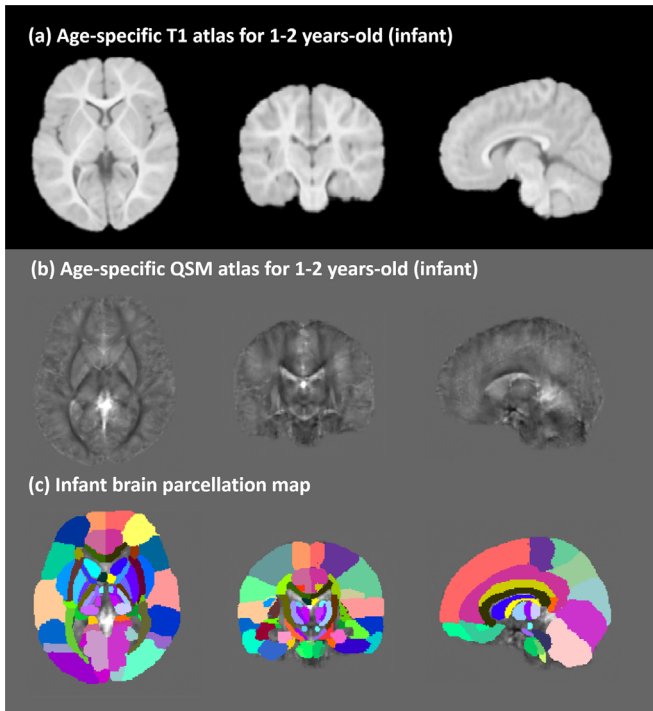 (a) Age-specific T1 atlas for 1-2 years-old (infant)
(b) Age-specific QSM atlas for 1-2 years-old (infant)
(c) Infant brain parcellation map